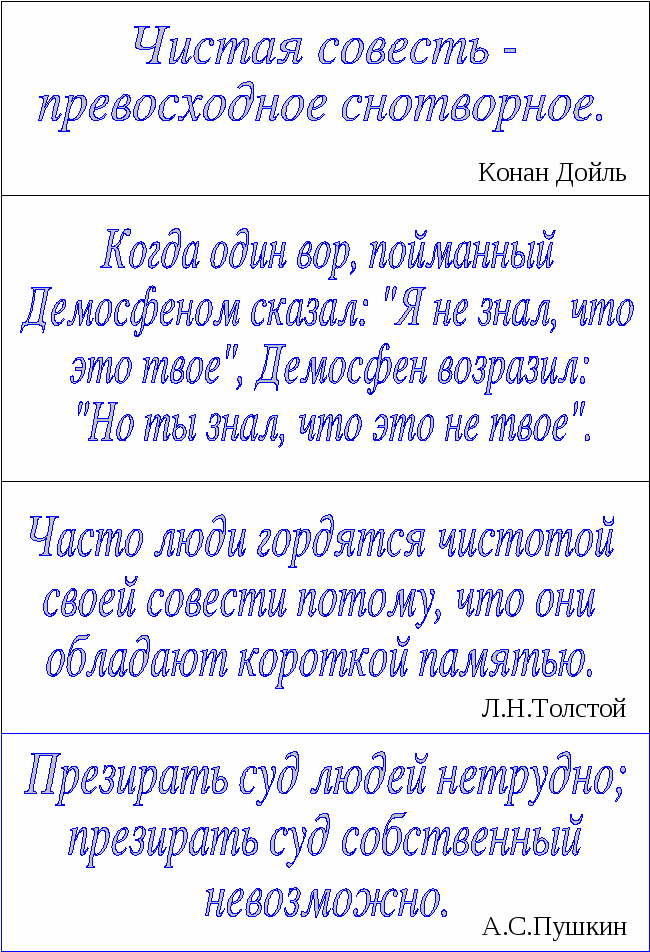 Чистая совесть -
превосходное снотворное.
Конан Дойль
Когда один вор, пойманный
Демосфеном сказал: "Я не знал, что
это твое", Демосфен возразил:
"Но ты знал, что это не твое".
Часто люди гордятся чистотой
своей совести потому, что они
обладают короткой памятью.
Л.Н.Толстой
Презирать суд людей нетрудно;
презирать суд собственный
невозможно.
А.С.Пушкин